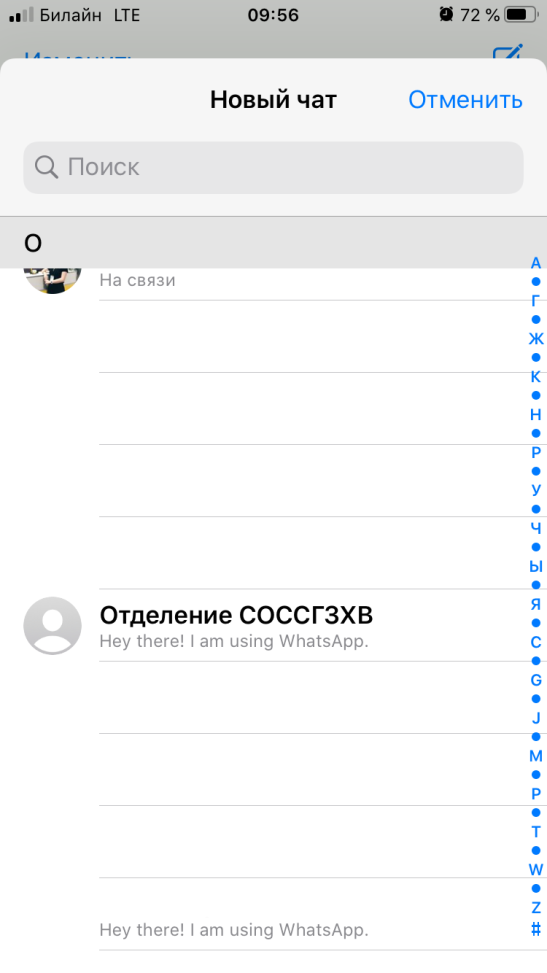 Билайн LTE 09:56 72 %
Новый чат Отменить
Поиск
О
На связи
Отделение СОССГЗХВ
Hey there! I am using WhatsApp.
Hey there! I am using WhatsApp.
А
Г
Ж
К
Н
Р
У
Ч
Ы
Я
C
G
J
M
P
T
W
Z
#